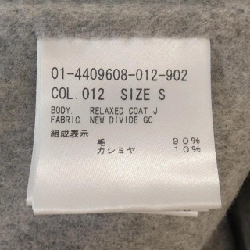 01-4409608-012-902
COL.012 SIZE S
BODY. RELAXED COAT J
FABRIC NEW DIVIDE GC
組成表示
毛 90%
カシミヤ 10%